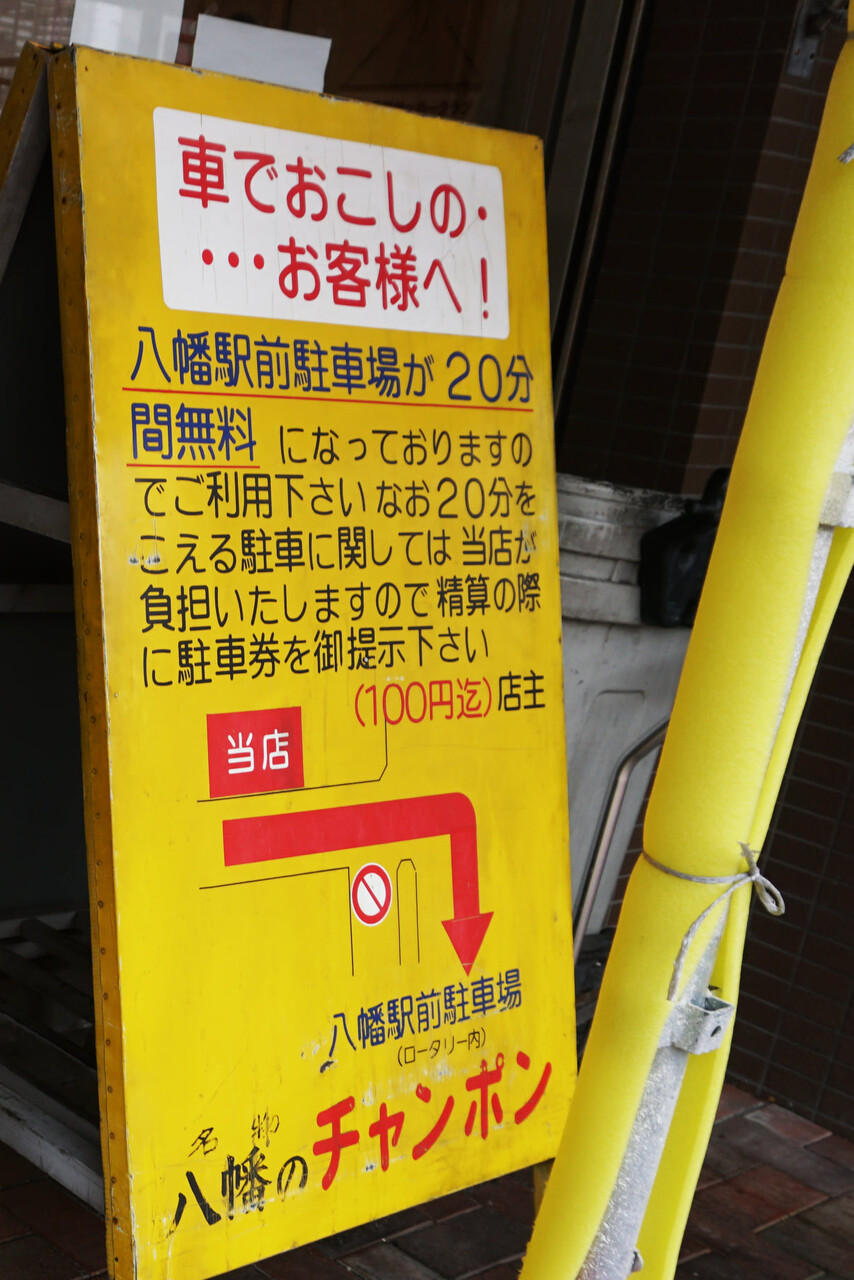 車でおこしの・
・・・お客様へ!
八幡駅前駐車場が20分
間無料 になっておりますの
でご利用下さい なお20分を
こえる駐車に関しては 当店が
負担いたしますので 精算の際
に駐車券を御提示下さい
(100円迄)店主
当店
八幡駅前駐車場
(ロータリー内)
名物
八幡のチャンポン